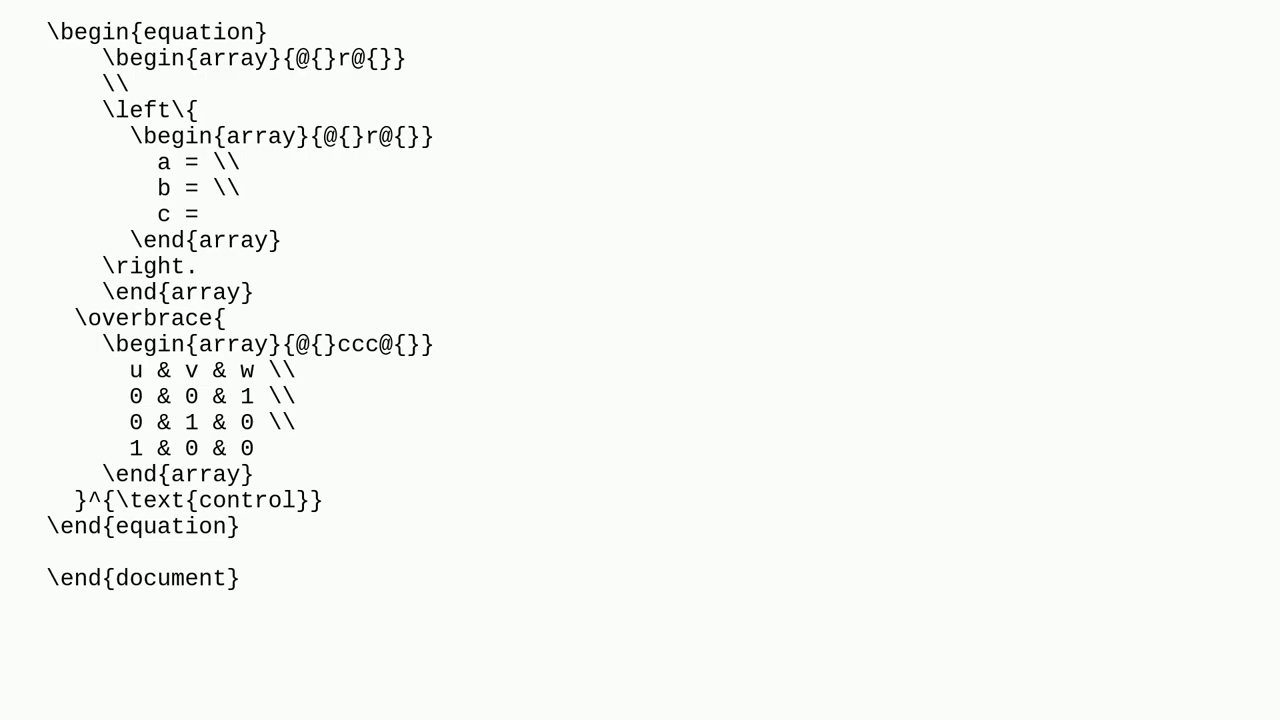 \begin{equation}
    \begin{array}{@{}r@{}}
    \\
    \left\{
      \begin{array}{@{}r@{}}
        a = \\
        b = \\
        c =
      \end{array}
    \right.
    \end{array}
  \overbrace{
    \begin{array}{@{}ccc@{}}
      u & v & w \\
      0 & 0 & 1 \\
      0 & 1 & 0 \\
      1 & 0 & 0
    \end{array}
  }^{\text{control}}
\end{equation}

\end{document}